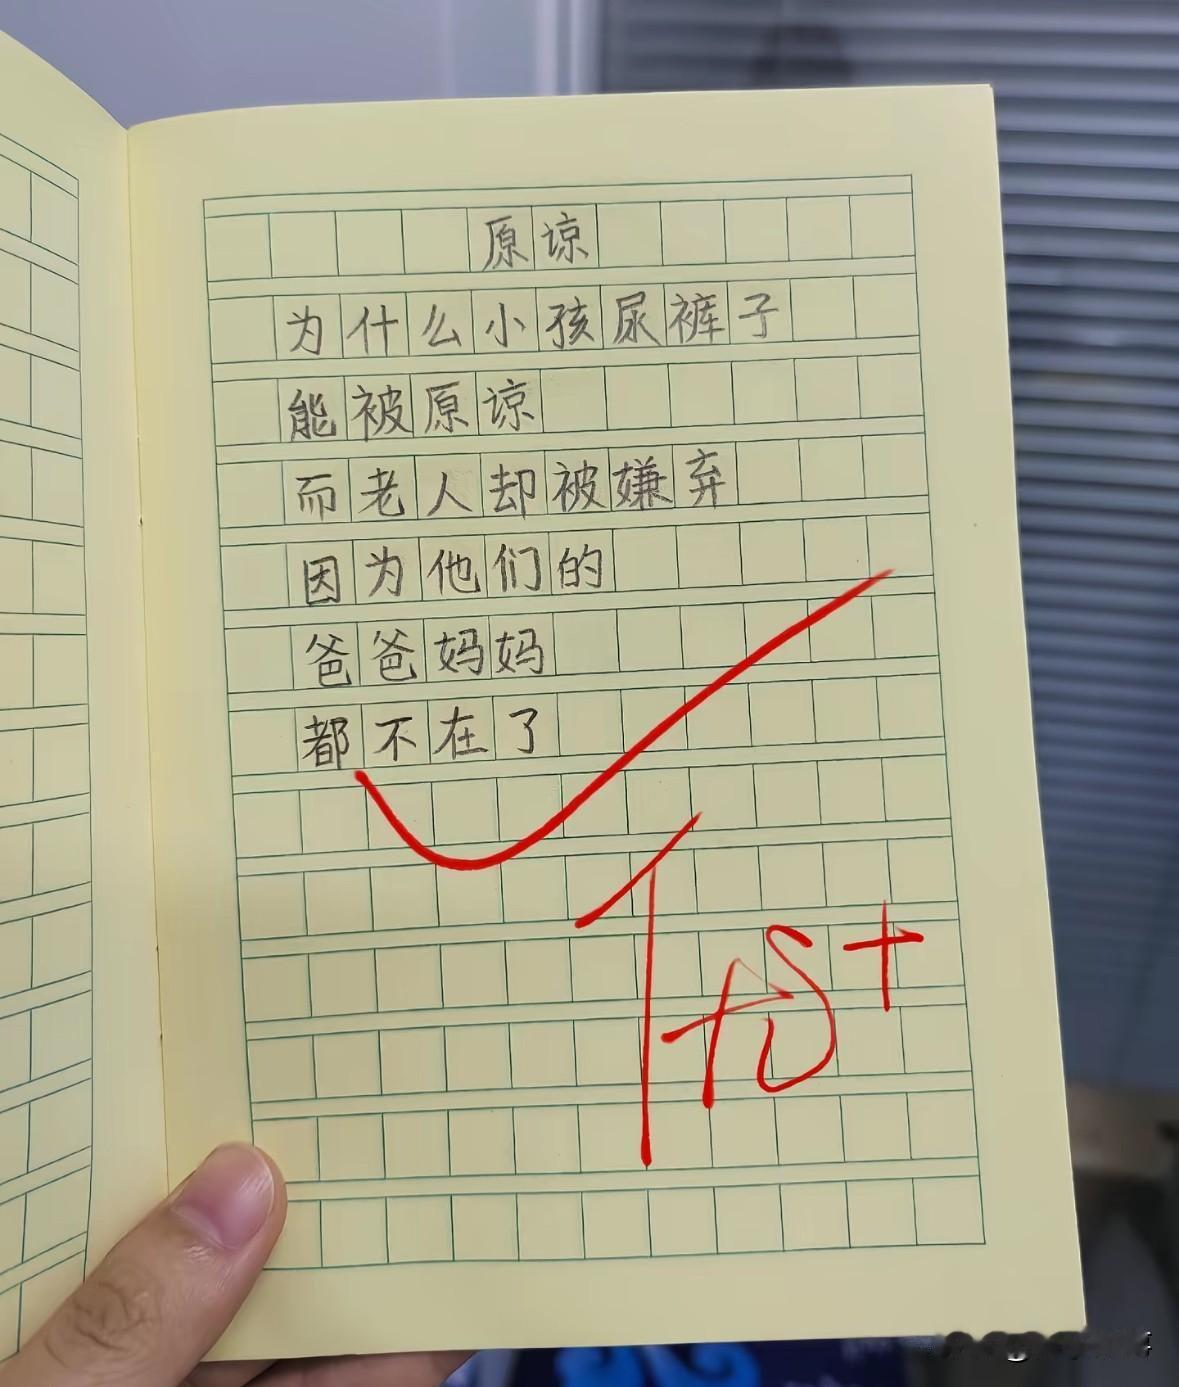 原谅
为什么小孩尿裤子
能被原谅
而老人却被嫌弃
因为他们的
爸爸妈妈
都不在了